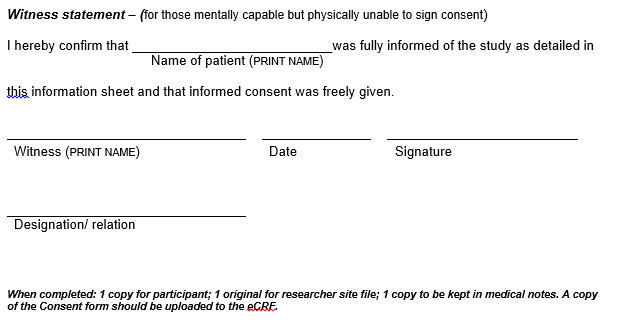 Witness statement – (for those mentally capable but physically unable to sign consent)
I hereby confirm that ____________________________was fully informed of the study as detailed in
Name of patient (PRINT NAME)
this information sheet and that informed consent was freely given.
Witness (PRINT NAME) Date Signature
Designation/ relation
When completed: 1 copy for participant; 1 original for researcher site file; 1 copy to be kept in medical notes. A copy
of the Consent form should be uploaded to the eCRF.